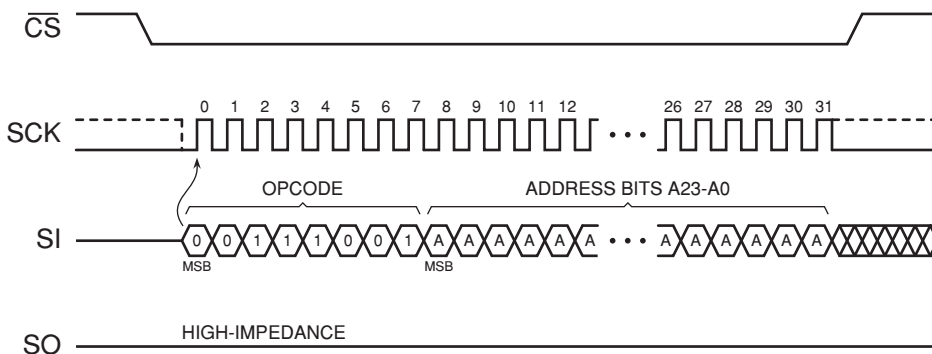 CS
0 1 2 3 4 5 6 7 8 9 10 11 12 26 27 28 29 30 31
SCK
OPCODE ADDRESS BITS A23-A0
SI 0 0 1 1 1 0 0 1 A A A A A A A A A A A A
MSB MSB
HIGH-IMPEDANCE
SO